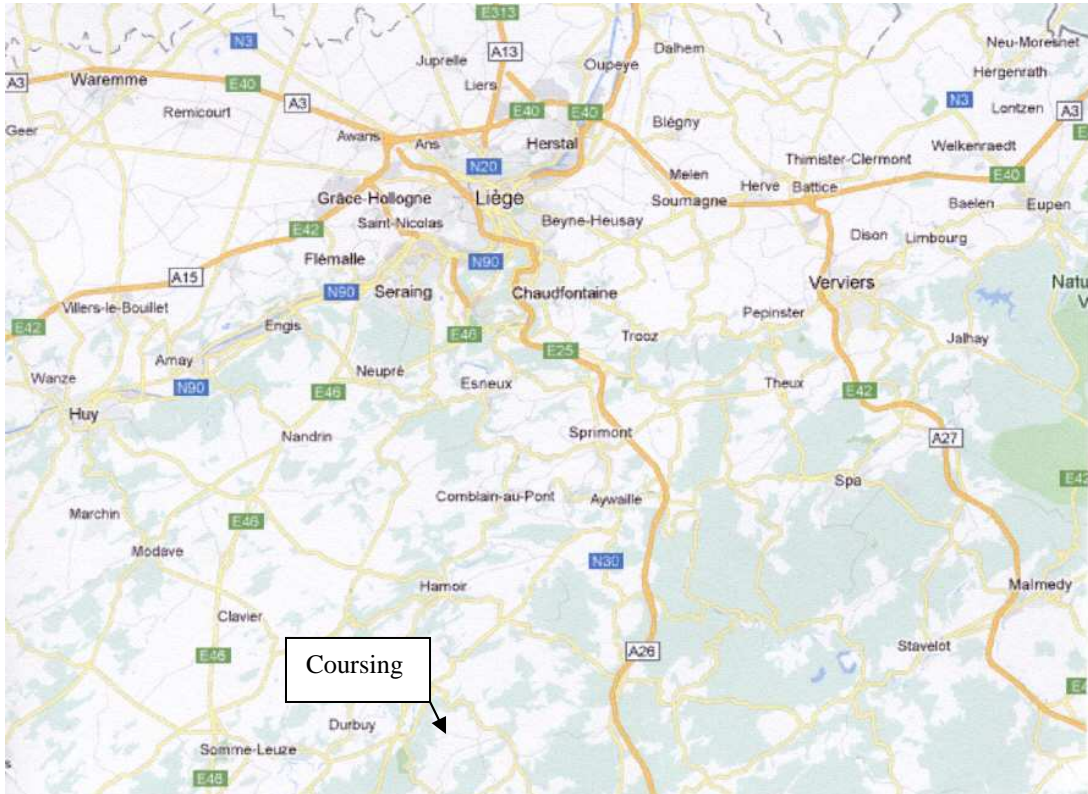 E313
N3
A13
Dalhem
Neu-Moresnet
Juprelle
Oupeye
Hergenrath
A3
Waremme
E40
Liers
N3
Lontzen
A3
Remicourt
A3
E40
E40
Blégny
Geer
Awans
Ans
Herstal
Welkenraedt
N20
Melen
Thimister-Clermont
E40
Grâce-Hollogne
Liège
Soumagne
Herve
Battice
Baelen
Eupen
Saint-Nicolas
Beyne-Heusay
E42
Dison
Limbourg
Flémalle
N90
A15
N90
Seraing
Chaudfontaine
Verviers
Natu
V
Villers-le-Bouillet
Pepinster
E42
Engis
E46
Trooz
Jalhay
Amay
E25
Wanze
N90
Neupré
Esneux
Theux
E42
E46
Huy
Nandrin
Sprimont
A27
Spa
E42
Comblain-au-Pont
Aywaille
Marchin
E46
Modave
N30
Hamoir
Malmedy
Clavier
Stavelot
E46
Coursing
A26
E4
Durbuy
Somme-Leuze
s
E46